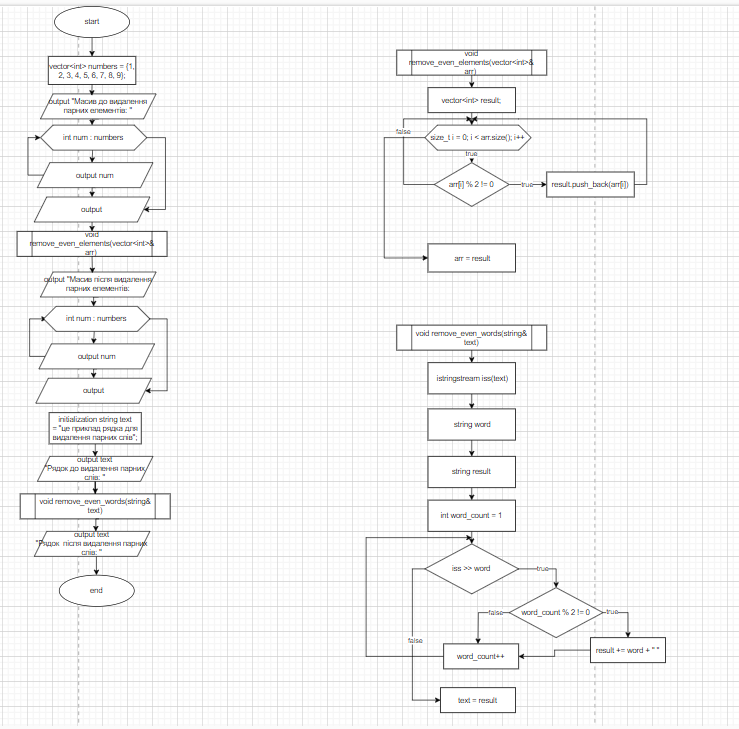 start
vector<int> numbers = {1,
2, 3, 4, 5, 6, 7, 8, 9};
output "Масив до видалення
парних елементів: "
int num : numbers
output num
output
void
remove_even_elements(vector<int>&
arr)
output "Масив після видалення
парних елементів:
int num : numbers
output num
output
initialization string text
= "це приклад рядка для
видалення парних слів";
output text
"Рядок до видалення парних
слів: "
void remove_even_words(string&
text)
output text
"Рядок після видалення парних
слів: "
end
void
remove_even_elements(vector<int>&
arr)
vector<int> result;
false
size_t i = 0; i < arr.size(); i++
true
arr[i] % 2 != 0
true
result.push_back(arr[i])
arr = result
void remove_even_words(string&
text)
istringstream iss(text)
string word
string result
int word_count = 1
iss >> word
true
false
word_count % 2 != 0
true
false
result += word + " "
word_count++
text = result